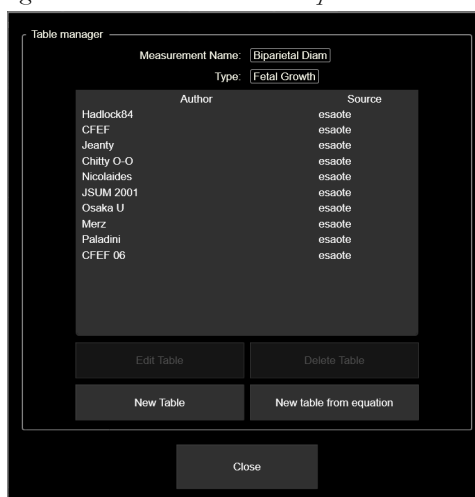 Table manager
Measurement Name: Biparietal Diam
Type: Fetal Growth
Author Source
Hadlock84 esaote
CFEF esaote
Jeanty esaote
Chitty O-O esaote
Nicolaides esaote
JSUM 2001 esaote
Osaka U esaote
Merz esaote
Paladini esaote
CFEF 06 esaote
Edit Table Delete Table
New Table New table from equation
Close